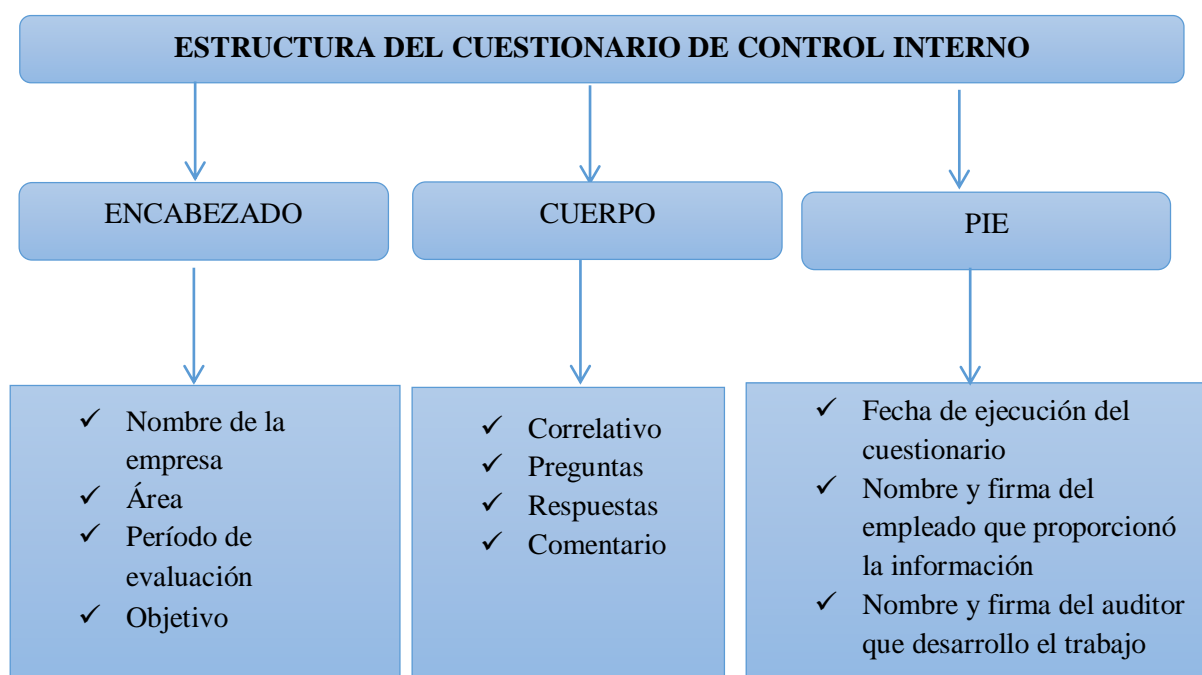 ESTRUCTURA DEL CUESTIONARIO DE CONTROL INTERNO
ENCABEZADO
CUERPO
PIE
✓ Nombre de la
empresa
✓ Área
✓ Período de
evaluación
✓ Objetivo
✓ Correlativo
✓ Preguntas
✓ Respuestas
✓ Comentario
✓ Fecha de ejecución del
cuestionario
✓ Nombre y firma del
empleado que proporcionó
la información
✓ Nombre y firma del auditor
que desarrollo el trabajo